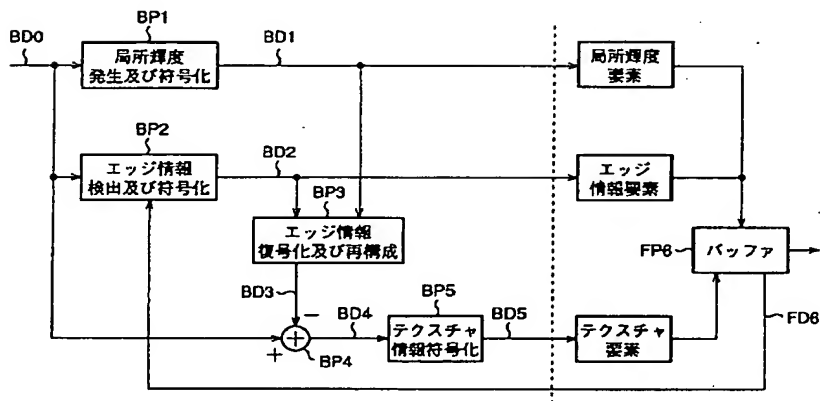 BD0
BP1
局所輝度
発生及び符号化
BD1
局所輝度
要素
BP2
エッジ情報
検出及び符号化
BD2
エッジ
情報要素
BP3
エッジ情報
復号化及び再構成
FP6
バッファ
BD3
−
+
+
BP4
BD4
BP5
テクスチャ
情報符号化
BD5
テクスチャ
要素
FD6